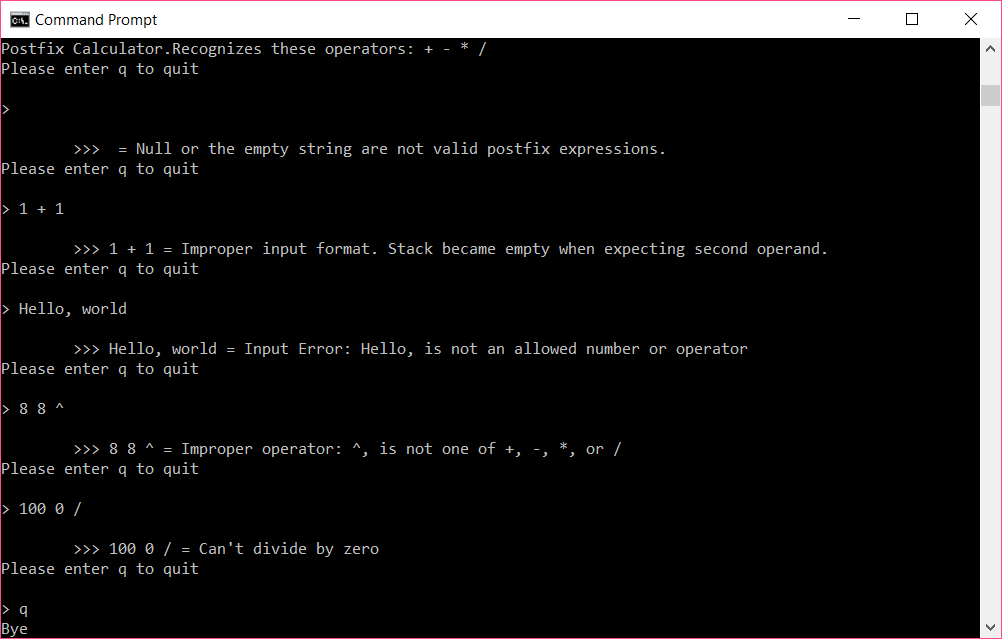 Command Prompt
Postfix Calculator.Recognizes these operators: + - * /
Please enter q to quit
>
>>>  = Null or the empty string are not valid postfix expressions.
Please enter q to quit
> 1 + 1
>>> 1 + 1 = Improper input format. Stack became empty when expecting second operand.
Please enter q to quit
> Hello, world
>>> Hello, world = Input Error: Hello, is not an allowed number or operator
Please enter q to quit
> 8 8 ^
>>> 8 8 ^ = Improper operator: ^, is not one of +, -, *, or /
Please enter q to quit
> 100 0 /
>>> 100 0 / = Can't divide by zero
Please enter q to quit
> q
Bye